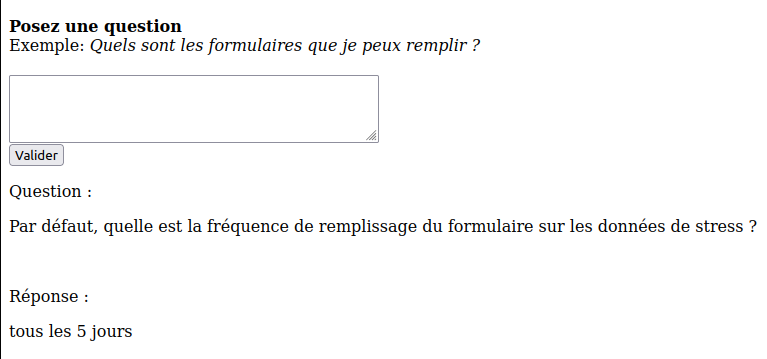 Posez une question
Exemple: Quels sont les formulaires que je peux remplir ?
Valider
Question :
Par défaut, quelle est la fréquence de remplissage du formulaire sur les données de stress ?
Réponse :
tous les 5 jours